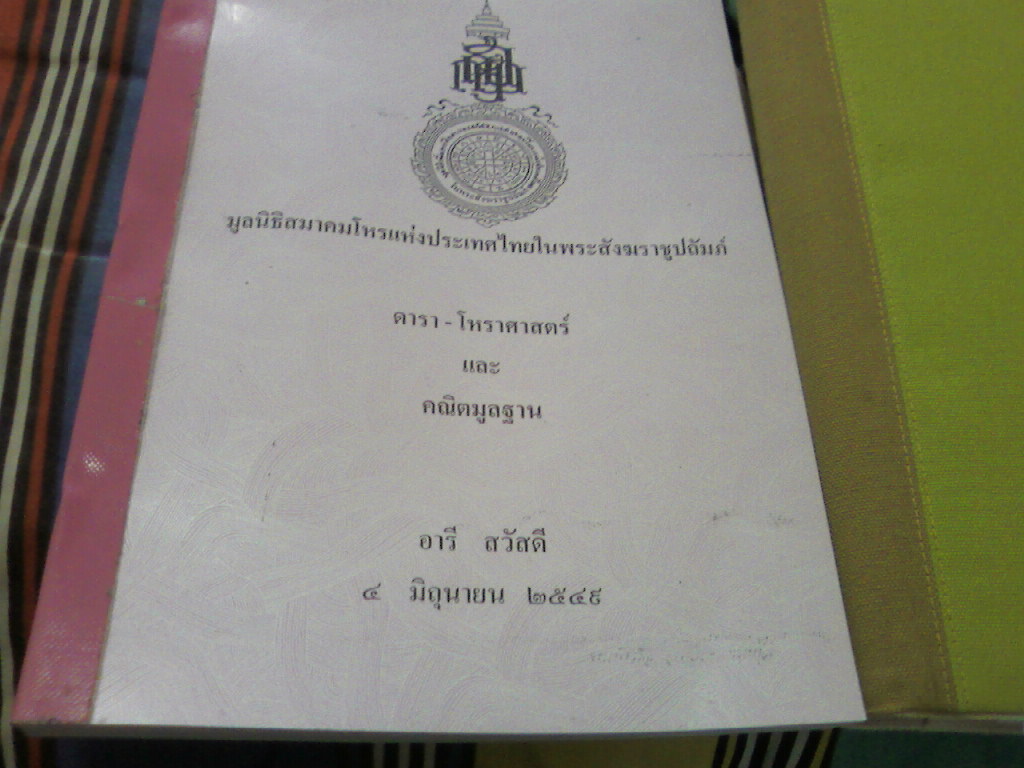 มูลนิธิสมาคมโหรแห่งประเทศไทยในพระสังฆราชูปถัมภ์
ดารา - โหราศาสตร์
และ
คณิตมูลฐาน
อารี สวัสดี
๔ มิถุนายน ๒๕๔๙